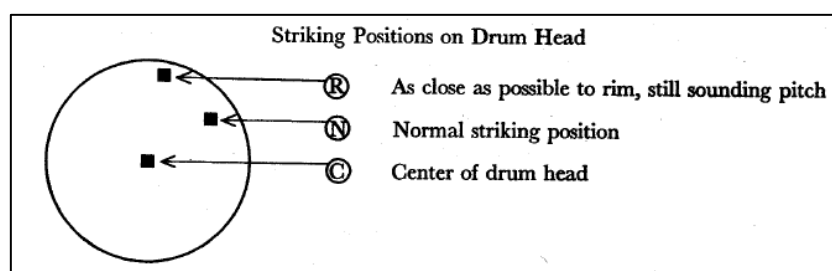 Striking Positions on Drum Head
Ⓡ As close as possible to rim, still sounding pitch
Ⓝ Normal striking position
Ⓒ Center of drum head